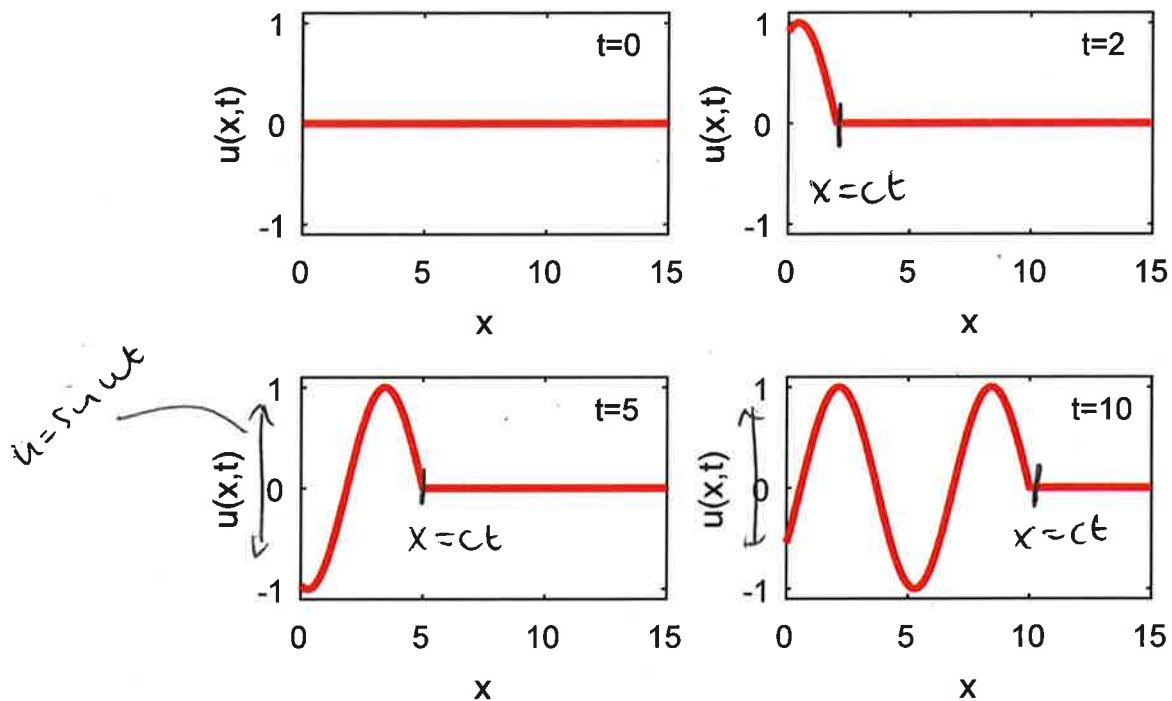 1
t=0
u(x,t)
0
-1
0 5 10 15
x
1
t=2
u(x,t)
0
x=ct
-1
0 5 10 15
x
u=sin ωt
1
t=5
u(x,t)
0
x=ct
-1
0 5 10 15
x
1
t=10
u(x,t)
0
x=ct
-1
0 5 10 15
x